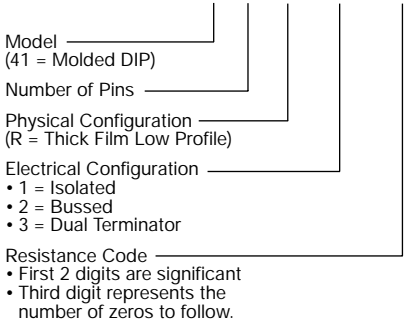 Model
(41 = Molded DIP)
Number of Pins
Physical Configuration
(R = Thick Film Low Profile)
Electrical Configuration
• 1 = Isolated
• 2 = Bussed
• 3 = Dual Terminator
Resistance Code
• First 2 digits are significant
• Third digit represents the
number of zeros to follow.